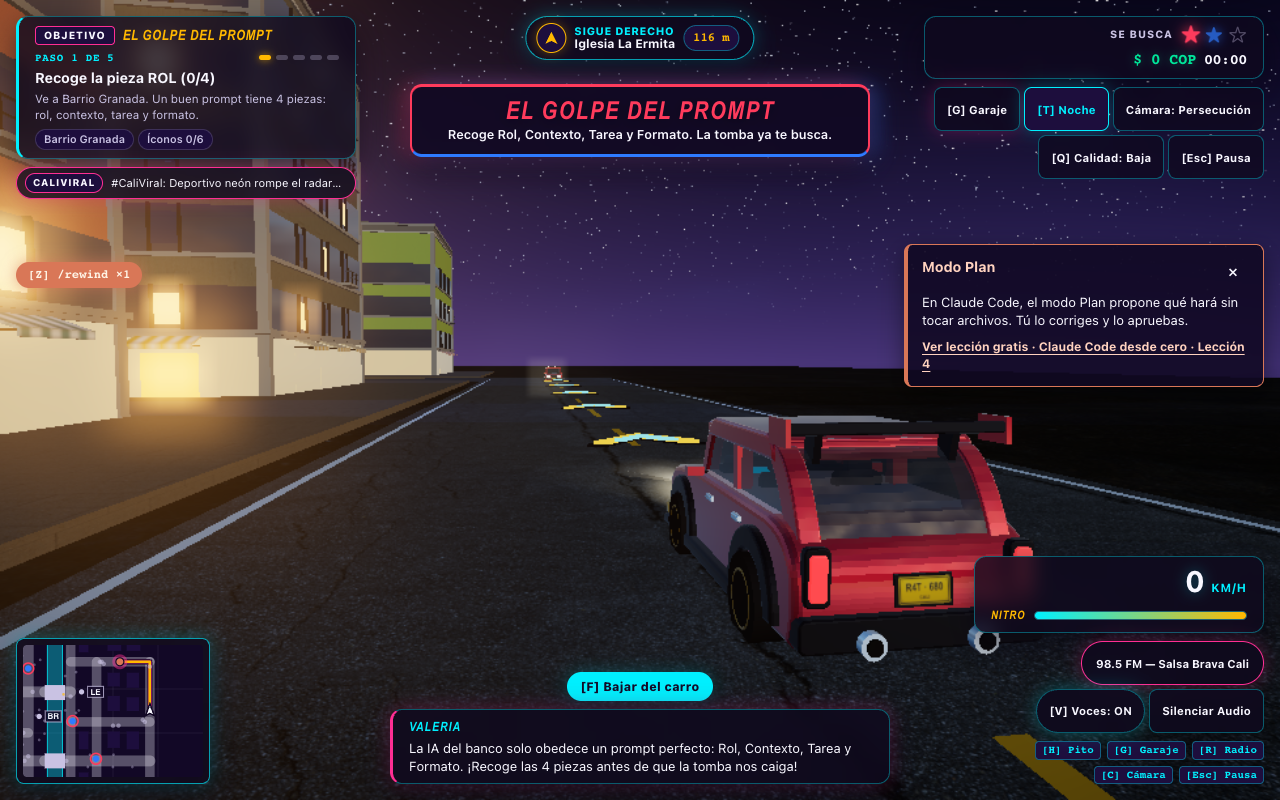 OBJETIVO EL GOLPE DEL PROMPT
PASO 1 DE 5
Recoge la pieza ROL (0/4)
Ve a Barrio Granada. Un buen prompt tiene 4 piezas:
rol, contexto, tarea y formato.
Barrio Granada Íconos 0/6
CALIVIRAL #CaliViral: Deportivo neón rompe el radar...
[Z] /rewind ×1
SIGUE DERECHO
Iglesia La Ermita
116 m
EL GOLPE DEL PROMPT
Recoge Rol, Contexto, Tarea y Formato. La tomba ya te busca.
SE BUSCA
$ 0 COP 00:00
[G] Garaje
[T] Noche
Cámara: Persecución
[Q] Calidad: Baja
[Esc] Pausa
Modo Plan
×
En Claude Code, el modo Plan propone qué hará sin
tocar archivos. Tú lo corriges y lo apruebas.
Ver lección gratis · Claude Code desde cero · Lección
4
R4T · 680
0 KM/H
NITRO
LE
BR
[F] Bajar del carro
VALERIA
La IA del banco solo obedece un prompt perfecto: Rol, Contexto, Tarea y
Formato. ¡Recoge las 4 piezas antes de que la tomba nos caiga!
98.5 FM — Salsa Brava Cali
[V] Voces: ON
Silenciar Audio
[H] Pito
[G] Garaje
[R] Radio
[C] Cámara
[Esc] Pausa